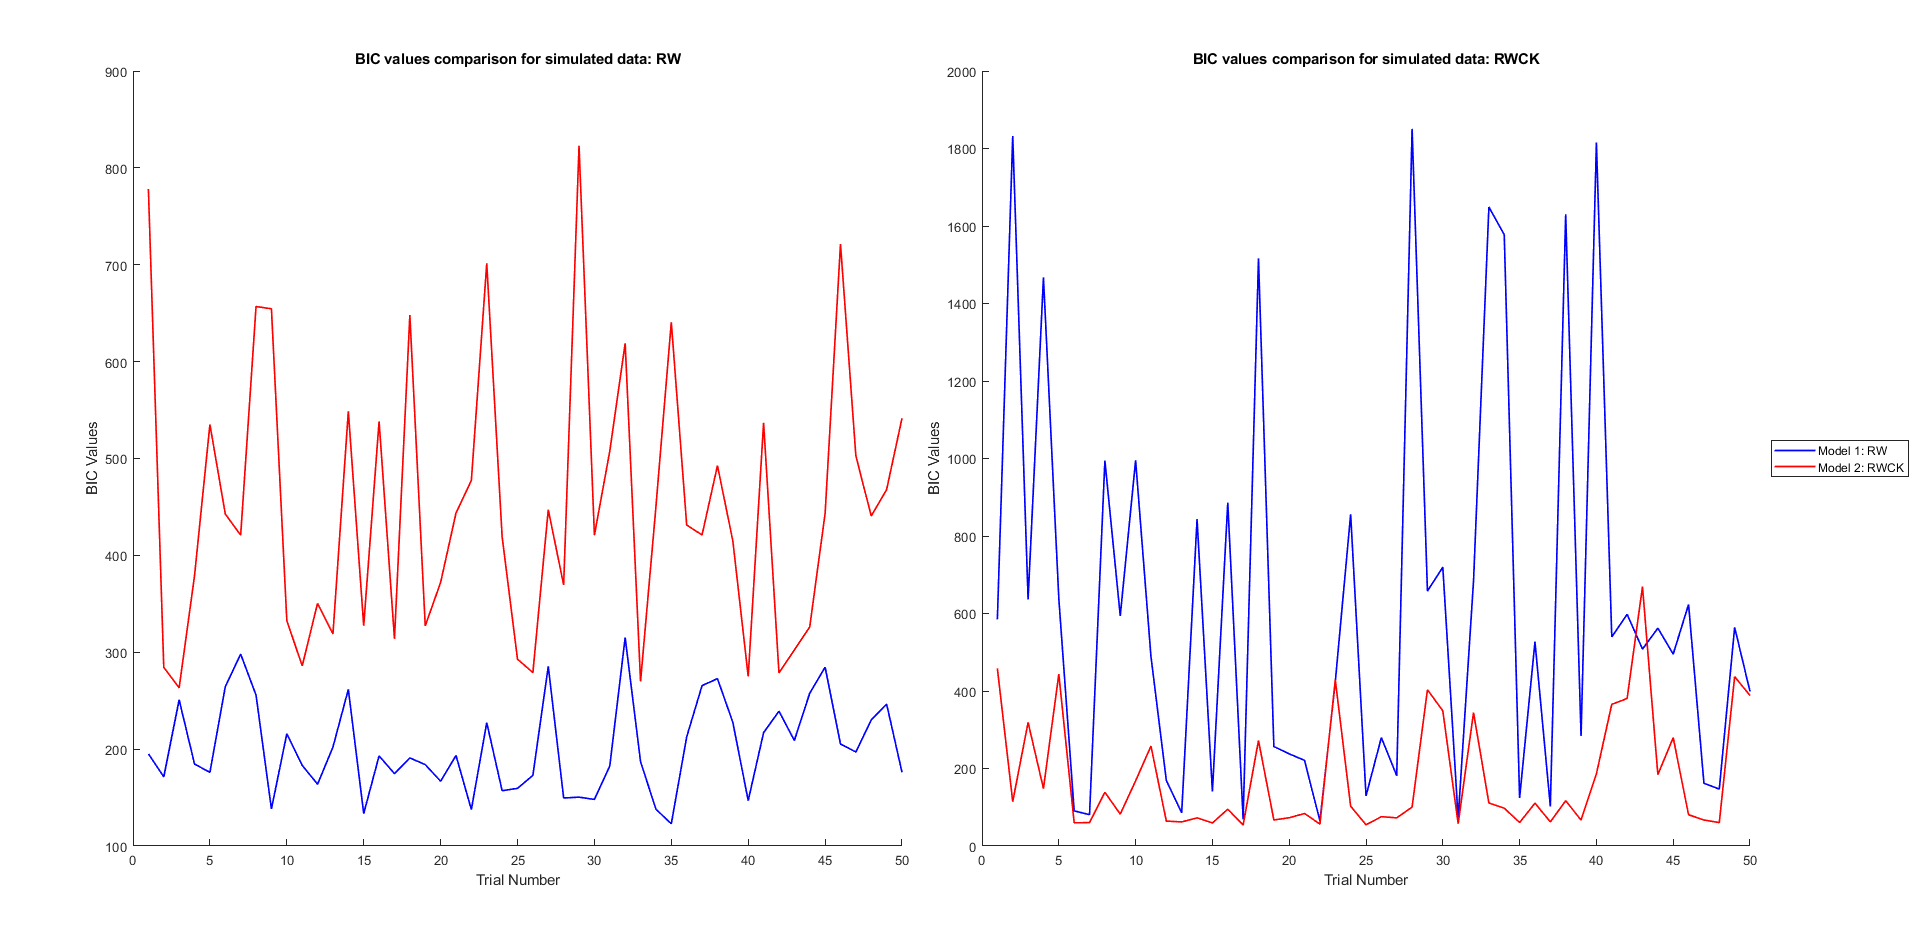 BIC values comparison for simulated data: RW
900
800
700
600
500
400
300
200
100
BIC Values
0 5 10 15 20 25 30 35 40 45 50
Trial Number
BIC values comparison for simulated data: RWCK
2000
1800
1600
1400
1200
1000
800
600
400
200
0
BIC Values
0 5 10 15 20 25 30 35 40 45 50
Trial Number
Model 1: RW
Model 2: RWCK